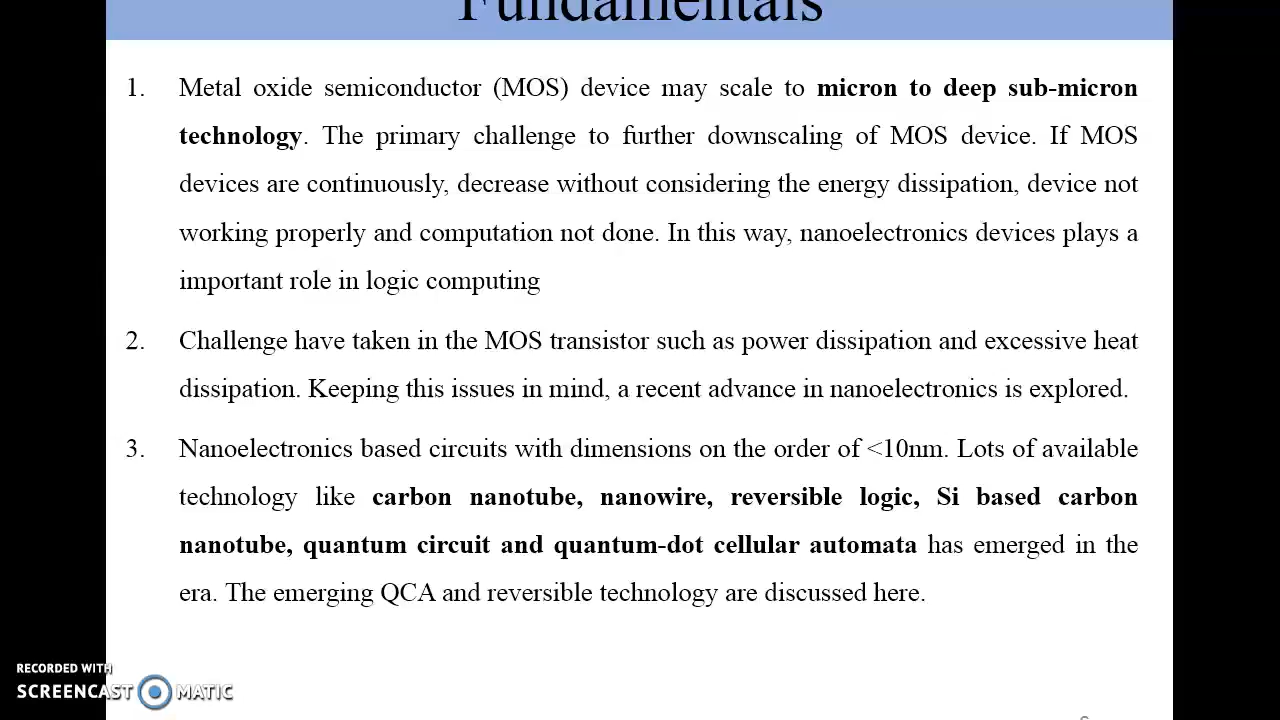 Fundamentals
1. Metal oxide semiconductor (MOS) device may scale to micron to deep sub-micron
technology. The primary challenge to further downscaling of MOS device. If MOS
devices are continuously, decrease without considering the energy dissipation, device not
working properly and computation not done. In this way, nanoelectronics devices plays a
important role in logic computing
2. Challenge have taken in the MOS transistor such as power dissipation and excessive heat
dissipation. Keeping this issues in mind, a recent advance in nanoelectronics is explored.
3. Nanoelectronics based circuits with dimensions on the order of <10nm. Lots of available
technology like carbon nanotube, nanowire, reversible logic, Si based carbon
nanotube, quantum circuit and quantum-dot cellular automata has emerged in the
era. The emerging QCA and reversible technology are discussed here.
RECORDED WITH
SCREENCAST MATIC